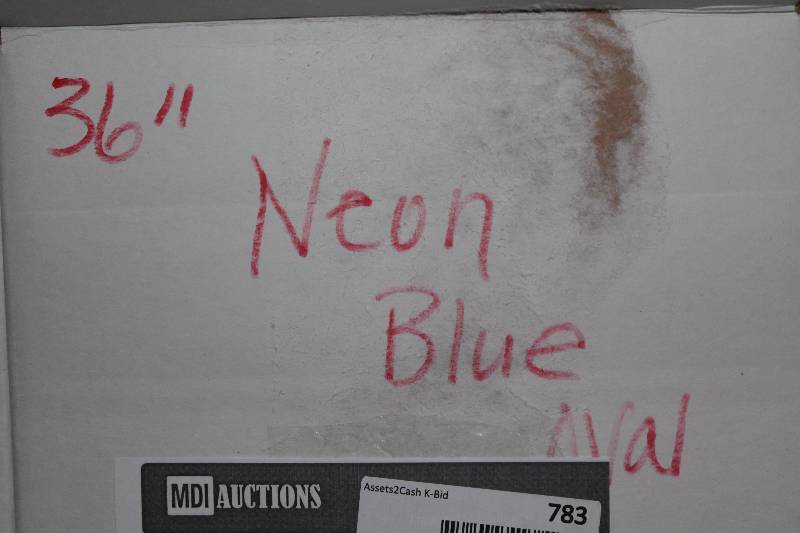 36"
Neon
Blue
oval
MDI AUCTIONS
Assets2Cash K-Bid
783